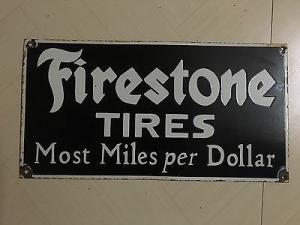 Firestone
TIRES
Most Miles per Dollar